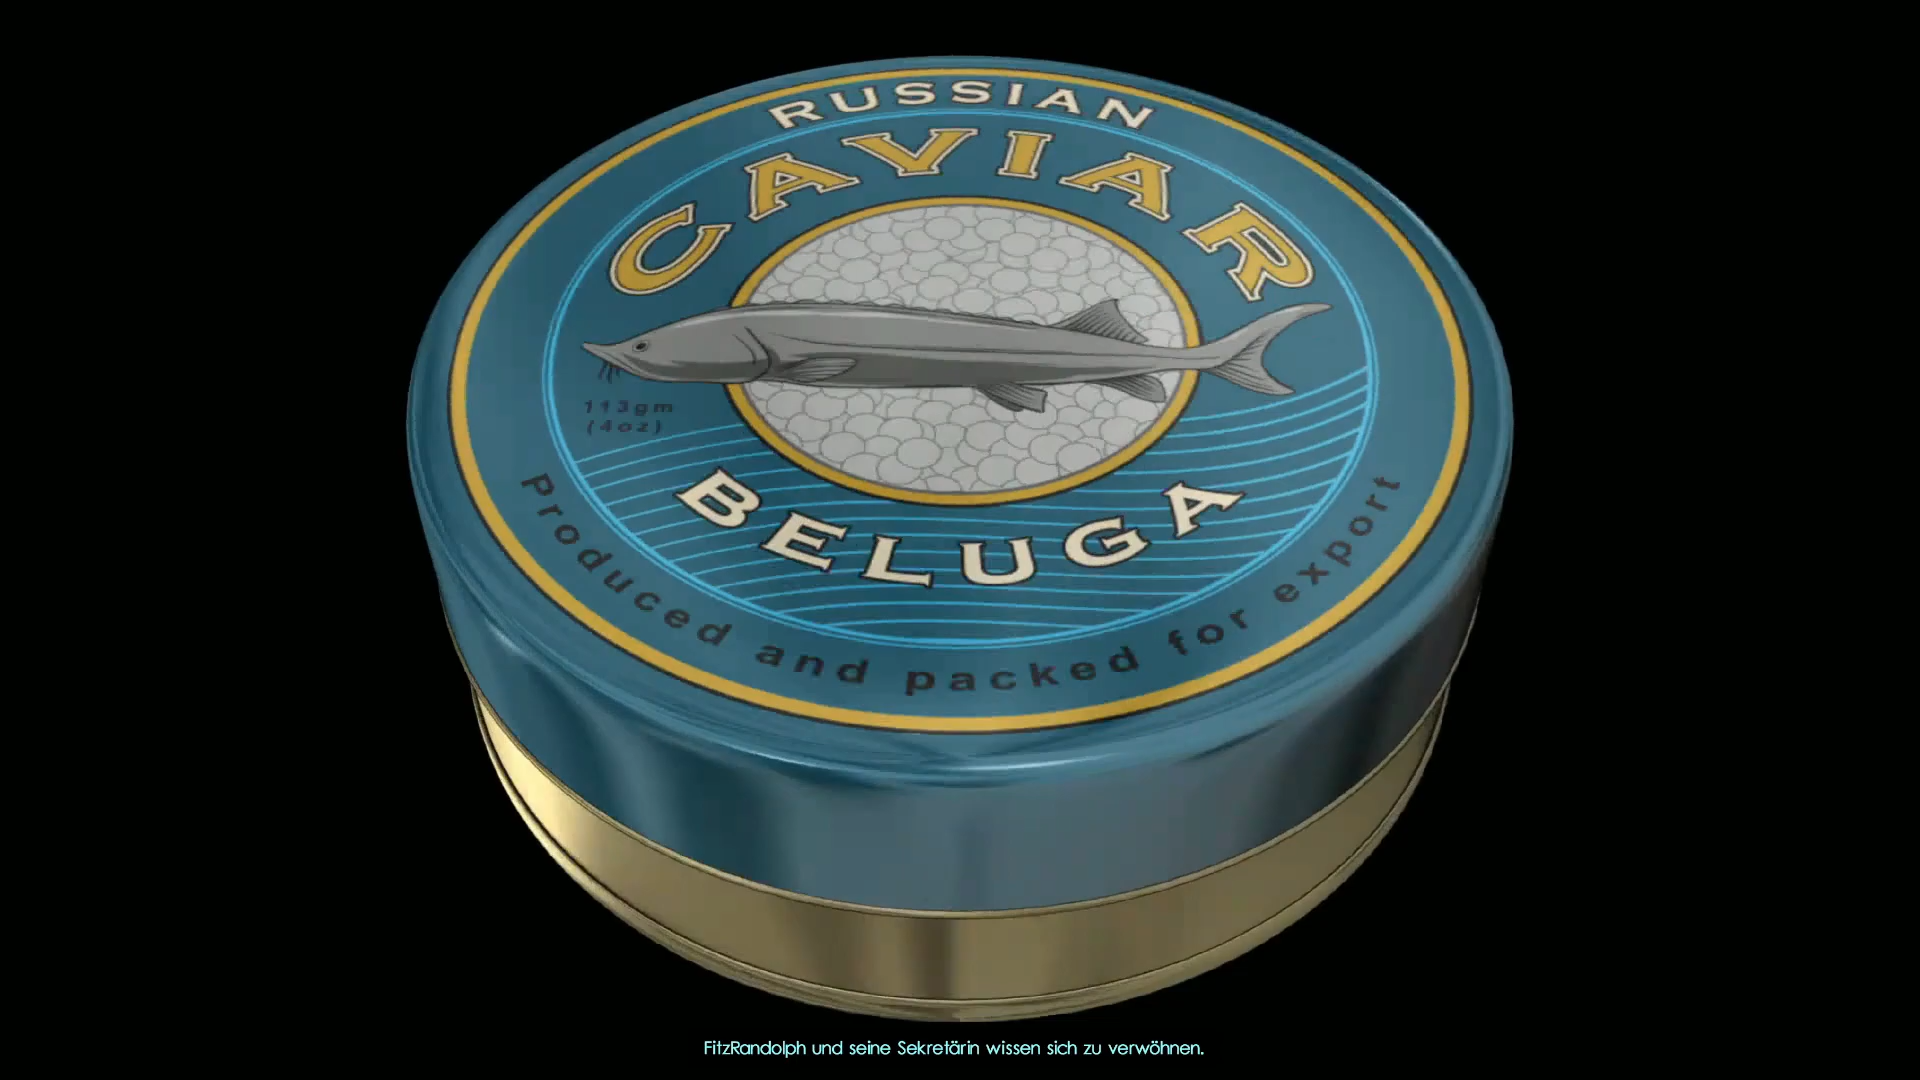 RUSSIAN
CAVIAR
113gm
(4oz)
BELUGA
Produced and packed for export
FitzRandolph und seine Sekretärin wissen sich zu verwöhnen.